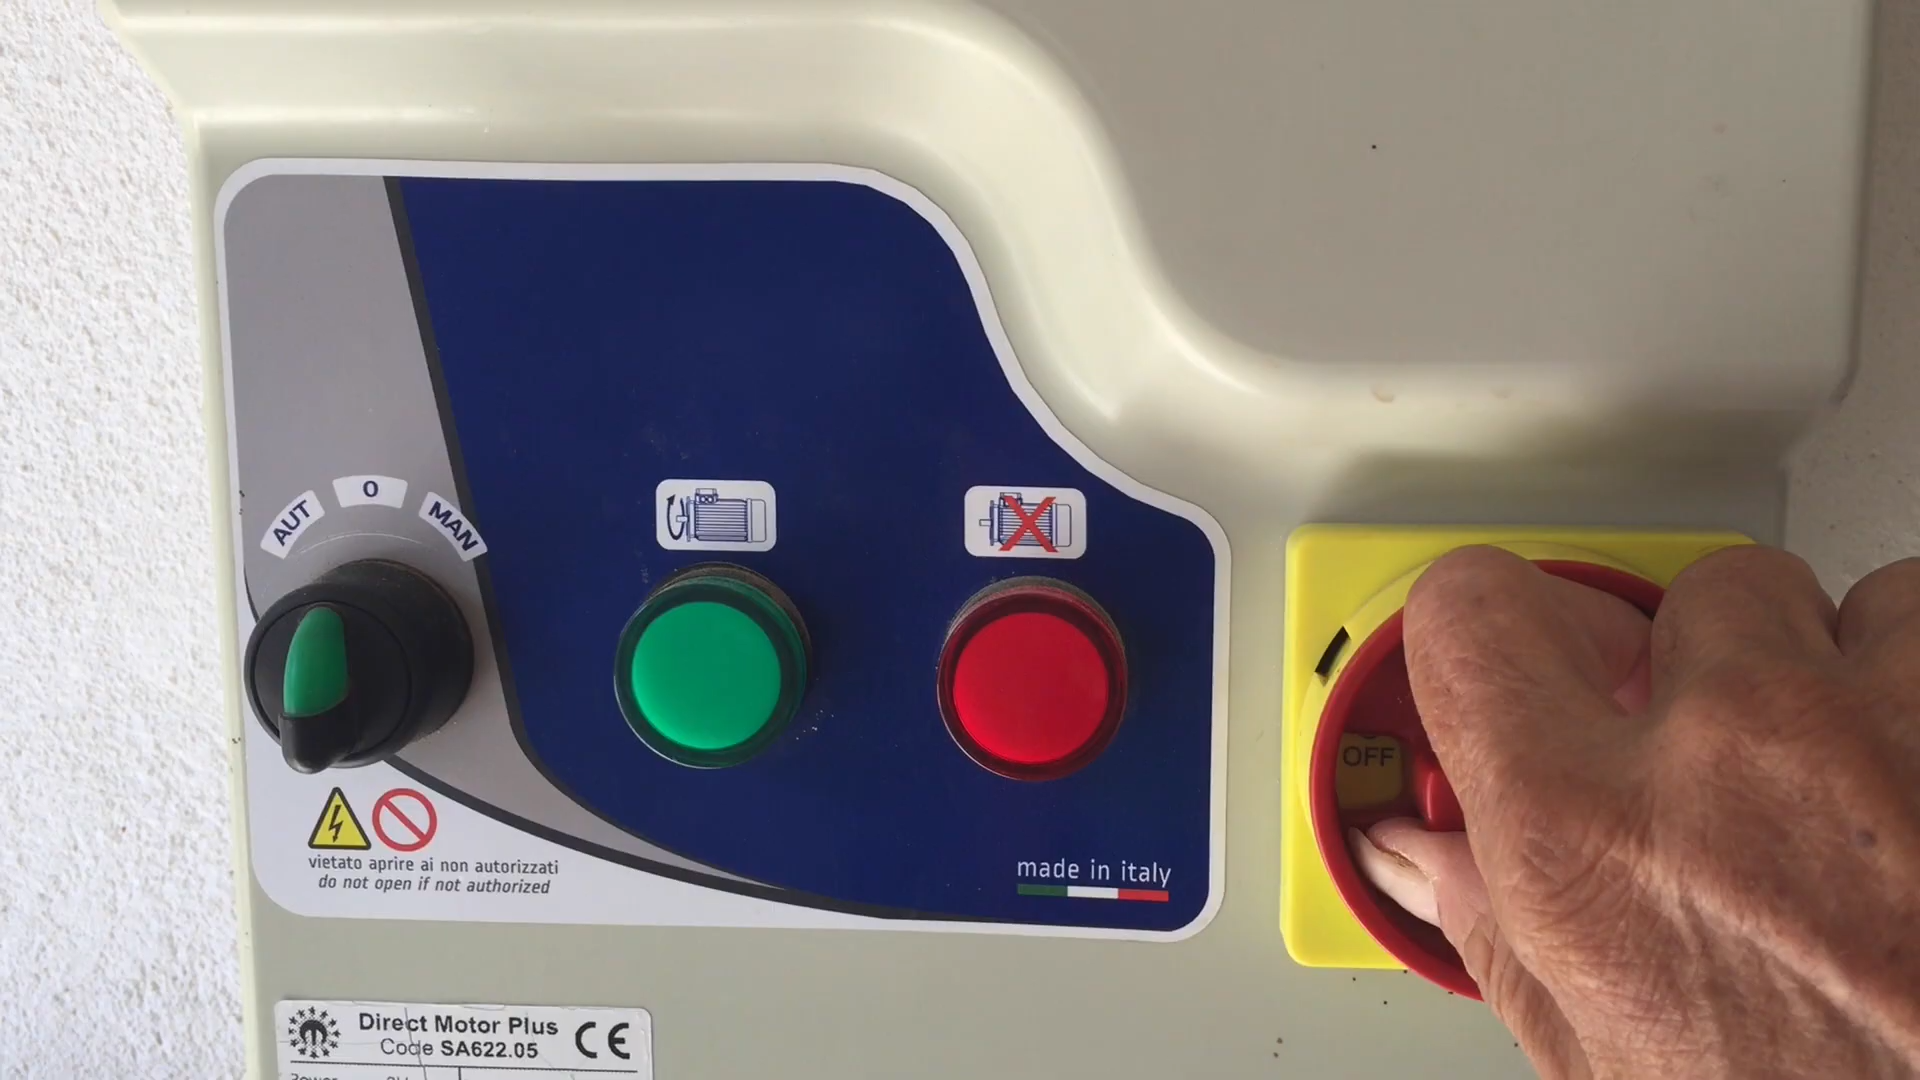 AUT
0
MAN
OFF
vietato aprire ai non autorizzati
do not open if not authorized
made in italy
Direct Motor Plus
Code SA622.05
CE